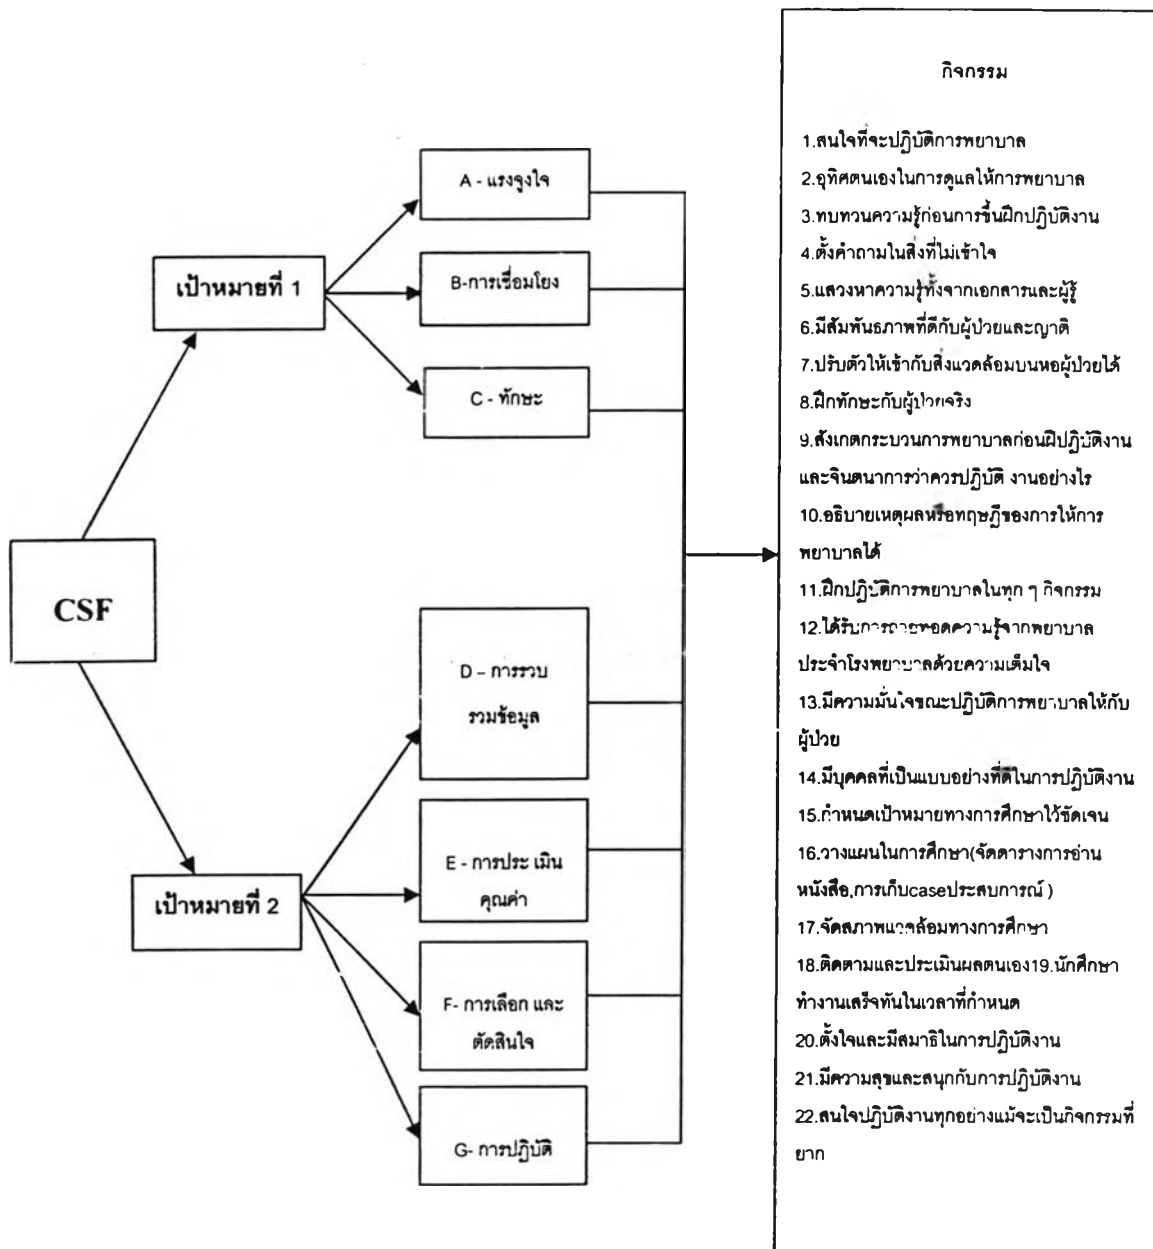 กิจกรรม
1.สนใจที่จะปฏิบัติการพยาบาล
2.อุทิศตนเองในการดูแลให้การพยาบาล
3.ทบทวนความรู้ก่อนการขึ้นฝึกปฏิบัติงาน
4.ตั้งคำถามในสิ่งที่ไม่เข้าใจ
5.แสวงหาความรู้ทั้งจากเอกสารและผู้รู้
6.มีสัมพันธภาพที่ดีกับผู้ป่วยและญาติ
7.ปรับตัวให้เข้ากับสิ่งแวดล้อมบนหอผู้ป่วยได้
8.ฝึกทักษะกับผู้ป่วยจริง
9.สังเกตกระบวนการพยาบาลก่อนฝึปฏิบัติงาน
และจินตนาการว่าควรปฏิบัติ งานอย่างไร
10.อธิบายเหตุผลหรือทฤษฎีของการให้การ
พยาบาลได้
11.ฝึกปฏิบัติการพยาบาลในทุก ๆ กิจกรรม
12.ได้รับการถ่ายทอดความรู้จากพยาบาล
ประจำโรงพยาบาลด้วยความเต็มใจ
13.มีความมั่นใจขณะปฏิบัติการพยาบาลให้กับ
ผู้ป่วย
14.มีบุคคลที่เป็นแบบอย่างที่ดีในการปฏิบัติงาน
15.กำหนดเป้าหมายทางการศึกษาไว้ชัดเจน
16.วางแผนในการศึกษา(จัดตารางการอ่าน
หนังสือ,การเก็บcaseประสบการณ์ )
17.จัดสภาพแวดล้อมทางการศึกษา
18.ติดตามและประเมินผลตนเอง19.นักศึกษา
ทำงานเสร็จทันในเวลาที่กำหนด
20.ตั้งใจและมีสมาธิในการปฏิบัติงาน
21.มีความสุขและสนุกกับการปฏิบัติงาน
22.สนใจปฏิบัติงานทุกอย่างแม้จะเป็นกิจกรรมที่
ยาก
A - แรงจูงใจ
B-การเชื่อมโยง
C - ทักษะ
เป้าหมายที่ 1
CSF
เป้าหมายที่ 2
D – การรวบ
รวมข้อมูล
E - การประ เมิน
คุณค่า
F- การเลือก และ
ตัดสินใจ
G- การปฏิบัติ